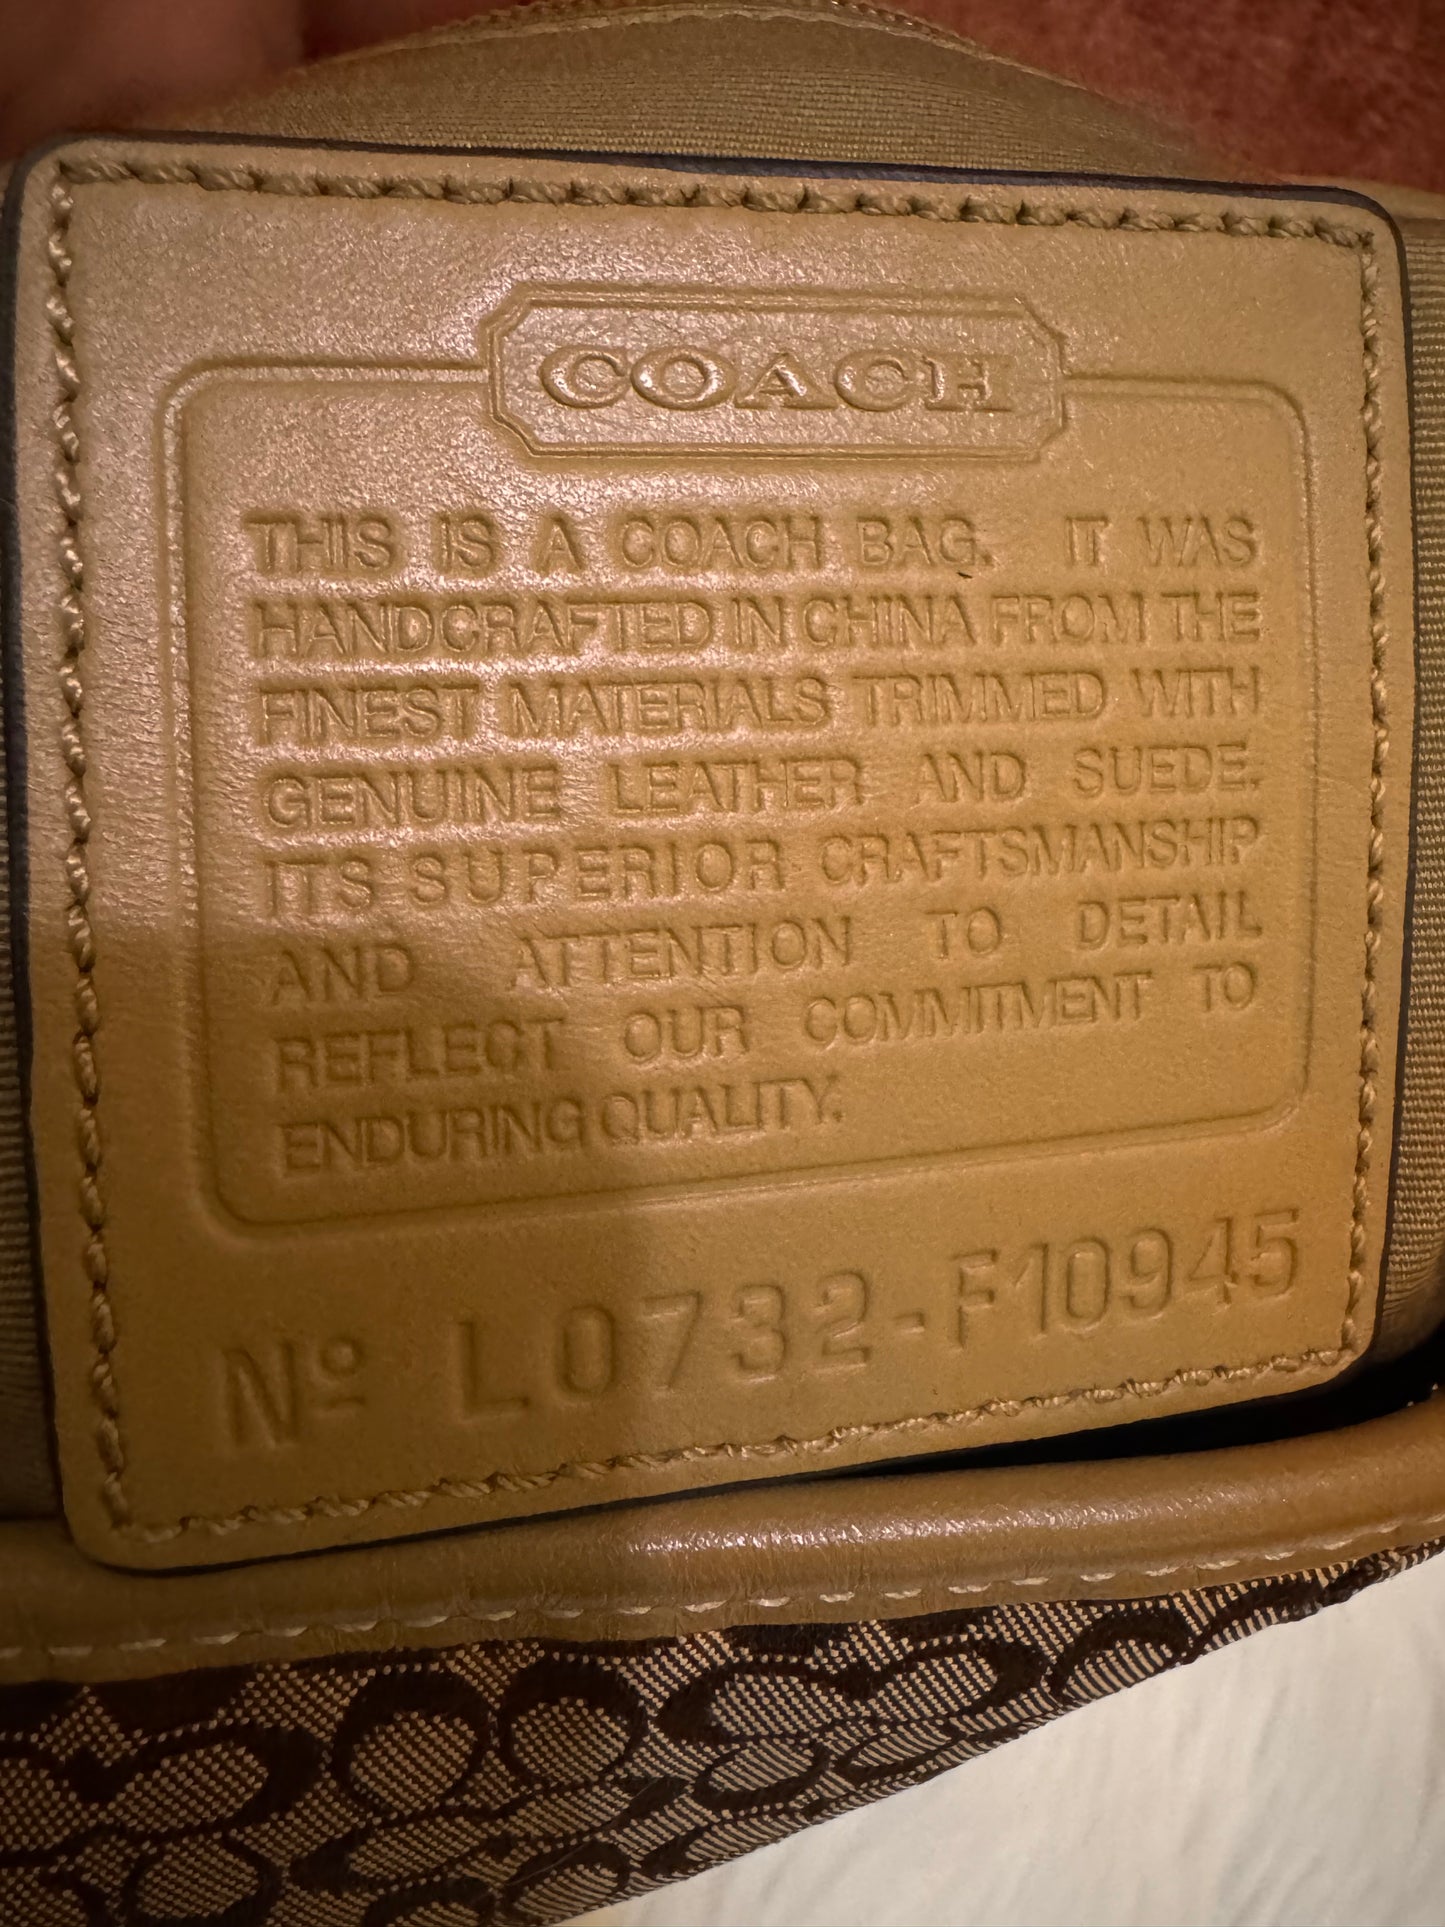 COACH
THIS IS A COACH BAG. IT WAS
HANDCRAFTED IN CHINA FROM THE
FINEST MATERIALS TRIMMED WITH
GENUINE LEATHER AND SUEDE.
ITS SUPERIOR CRAFTSMANSHIP
AND ATTENTION TO DETAIL
REFLECT OUR COMMITMENT TO
ENDURING QUALITY.
Nº L0732-F10945